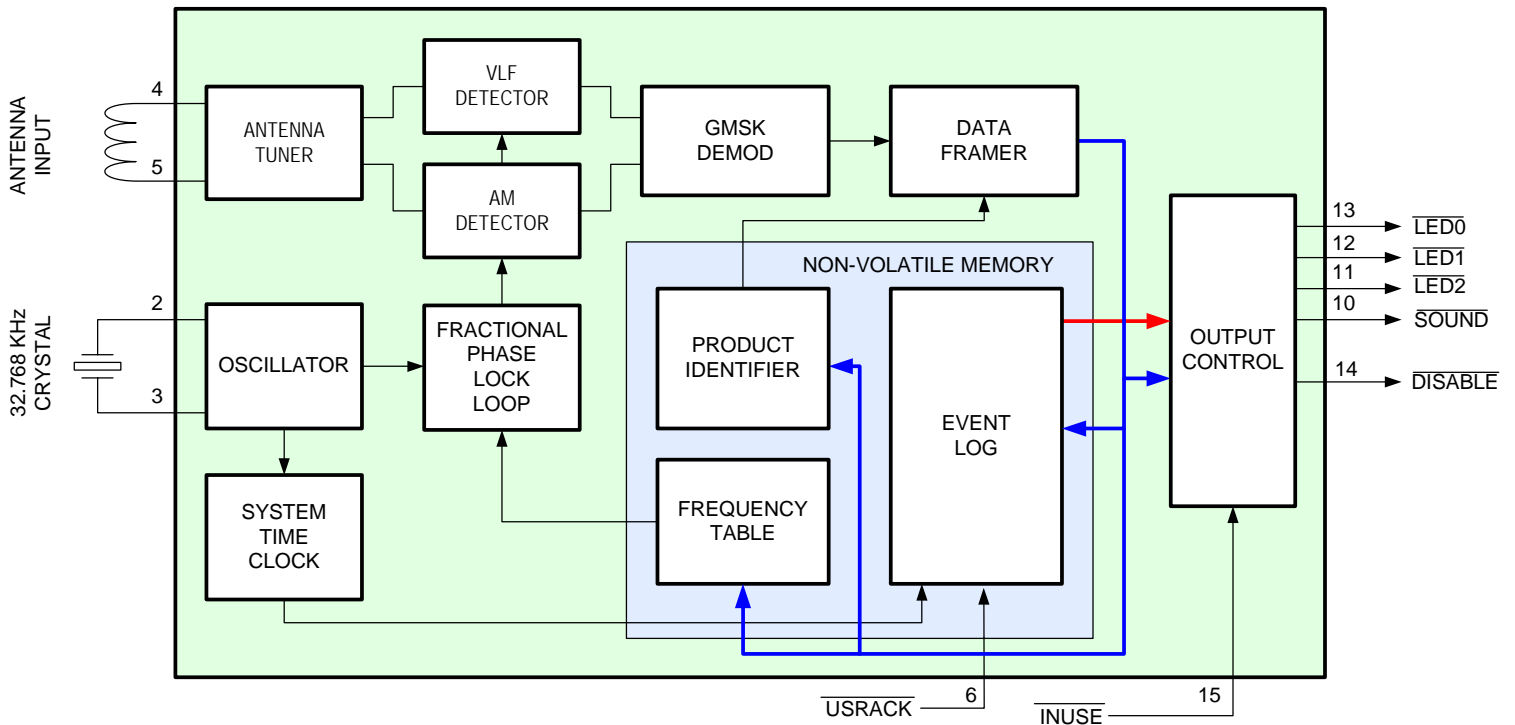 ANTENNA
INPUT
4
5
ANTENNA
TUNER
VLF
DETECTOR
AM
DETECTOR
GMSK
DEMOD
DATA
FRAMER
32.768 KHz
CRYSTAL
2
3
OSCILLATOR
FRACTIONAL
PHASE
LOCK
LOOP
SYSTEM
TIME
CLOCK
NON-VOLATILE MEMORY
PRODUCT
IDENTIFIER
FREQUENCY
TABLE
EVENT
LOG
OUTPUT
CONTROL
13
LED0
12
LED1
11
LED2
10
SOUND
14
DISABLE
USRACK
6
INUSE
15